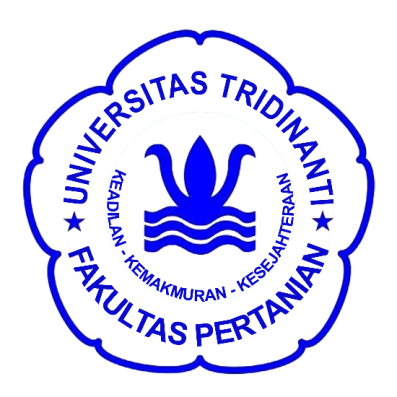 UNIVERSITAS TRIDINANTI
KEADILAN - KEMAKMURAN - KESEJAHTERAAN
FAKULTAS PERTANIAN